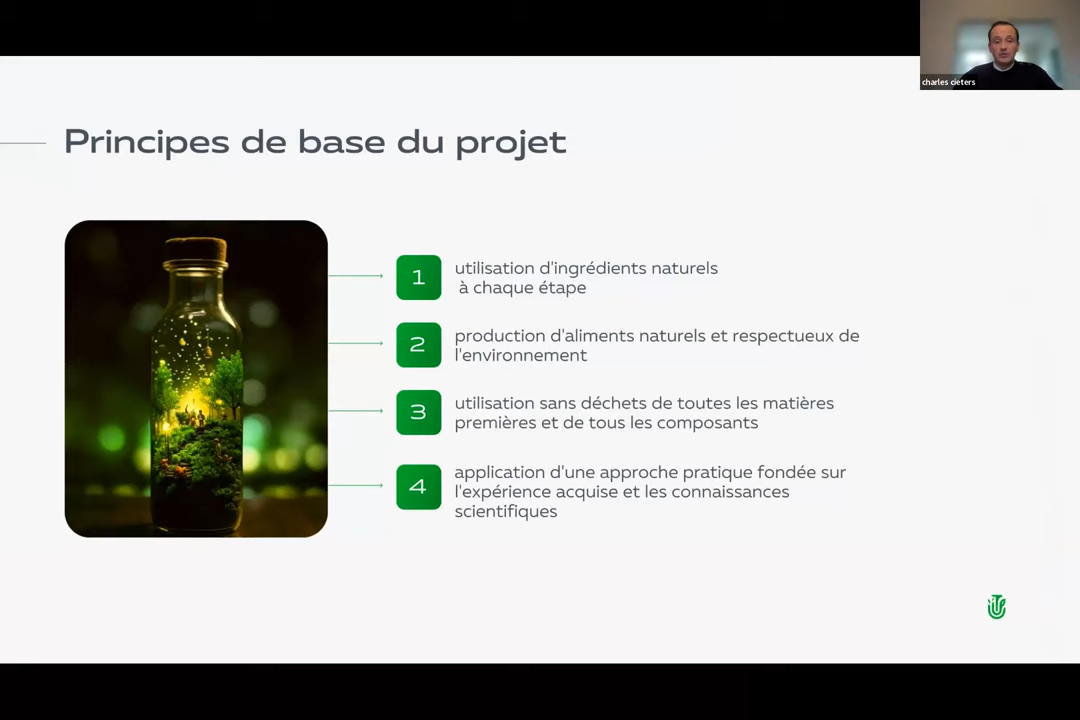 charles cieters
Principes de base du projet
1
utilisation d'ingrédients naturels
à chaque étape
2
production d'aliments naturels et respectueux de
l'environnement
3
utilisation sans déchets de toutes les matières
premières et de tous les composants
4
application d'une approche pratique fondée sur
l'expérience acquise et les connaissances
scientifiques